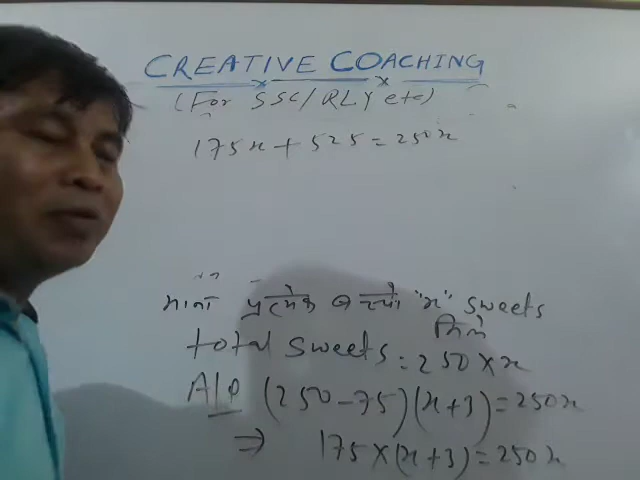 CREATIVE COACHING
(For SSC/RLY etc)
175x + 525 = 250x
माना प्रत्येक बच्चो "x" sweets
मिले
total sweets = 250 × x
A/P (250-75)(x+3) = 250x
⇒ 175×(x+3) = 250x